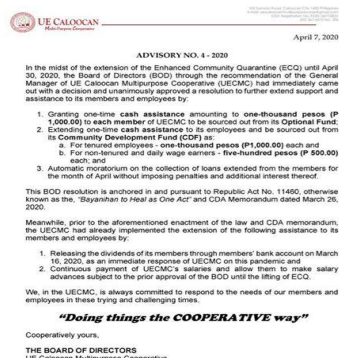 UE CALOOCAN
Multi-Purpose Cooperative
April 7, 2020
ADVISORY NO. 4 - 2020
In the midst of the extension of the Enhanced Community Quarantine (ECQ) until April
30, 2020, the Board of Directors (BOD) through the recommendation of the General
Manager of UE Caloocan Multipurpose Cooperative (UECMC) had immediately came
out with a decision and unanimously approved a resolution to further extend support and
assistance to its members and employees by:
1. Granting one-time cash assistance amounting to one-thousand pesos (P
1,000.00) to each member of UECMC to be sourced out from its Optional Fund;
2. Extending one-time cash assistance to its employees and be sourced out from
its Community Development Fund (CDF) as:
a. For tenured employees - one-thousand pesos (P1,000.00) each and
b. For non-tenured and daily wage earners - five-hundred pesos (P 500.00)
each; and
3. Automatic moratorium on the collection of loans extended from the members for
the month of April without imposing penalties and additional interest thereof.
This BOD resolution is anchored in and pursuant to Republic Act No. 11460, otherwise
known as the, "Bayanihan to Heal as One Act" and CDA Memorandum dated March 26,
2020.
Meanwhile, prior to the aforementioned enactment of the law and CDA memorandum,
the UECMC had already implemented the extension of the following assistance to its
members and employees by:
1. Releasing the dividends of its members through members' bank account on March
16, 2020, as an immediate response of UECMC on this pandemic and
2. Continuous payment of UECMC's salaries and allow them to make salary
advances subject to the prior approval of the BOD until the lifting of ECQ.
We, in the UECMC, is always committed to respond to the needs of our members and
employees in these trying and challenging times.
"Doing things the COOPERATIVE way"
Cooperatively yours,
THE BOARD OF DIRECTORS
UE Caloocan Multipurpose Cooperative